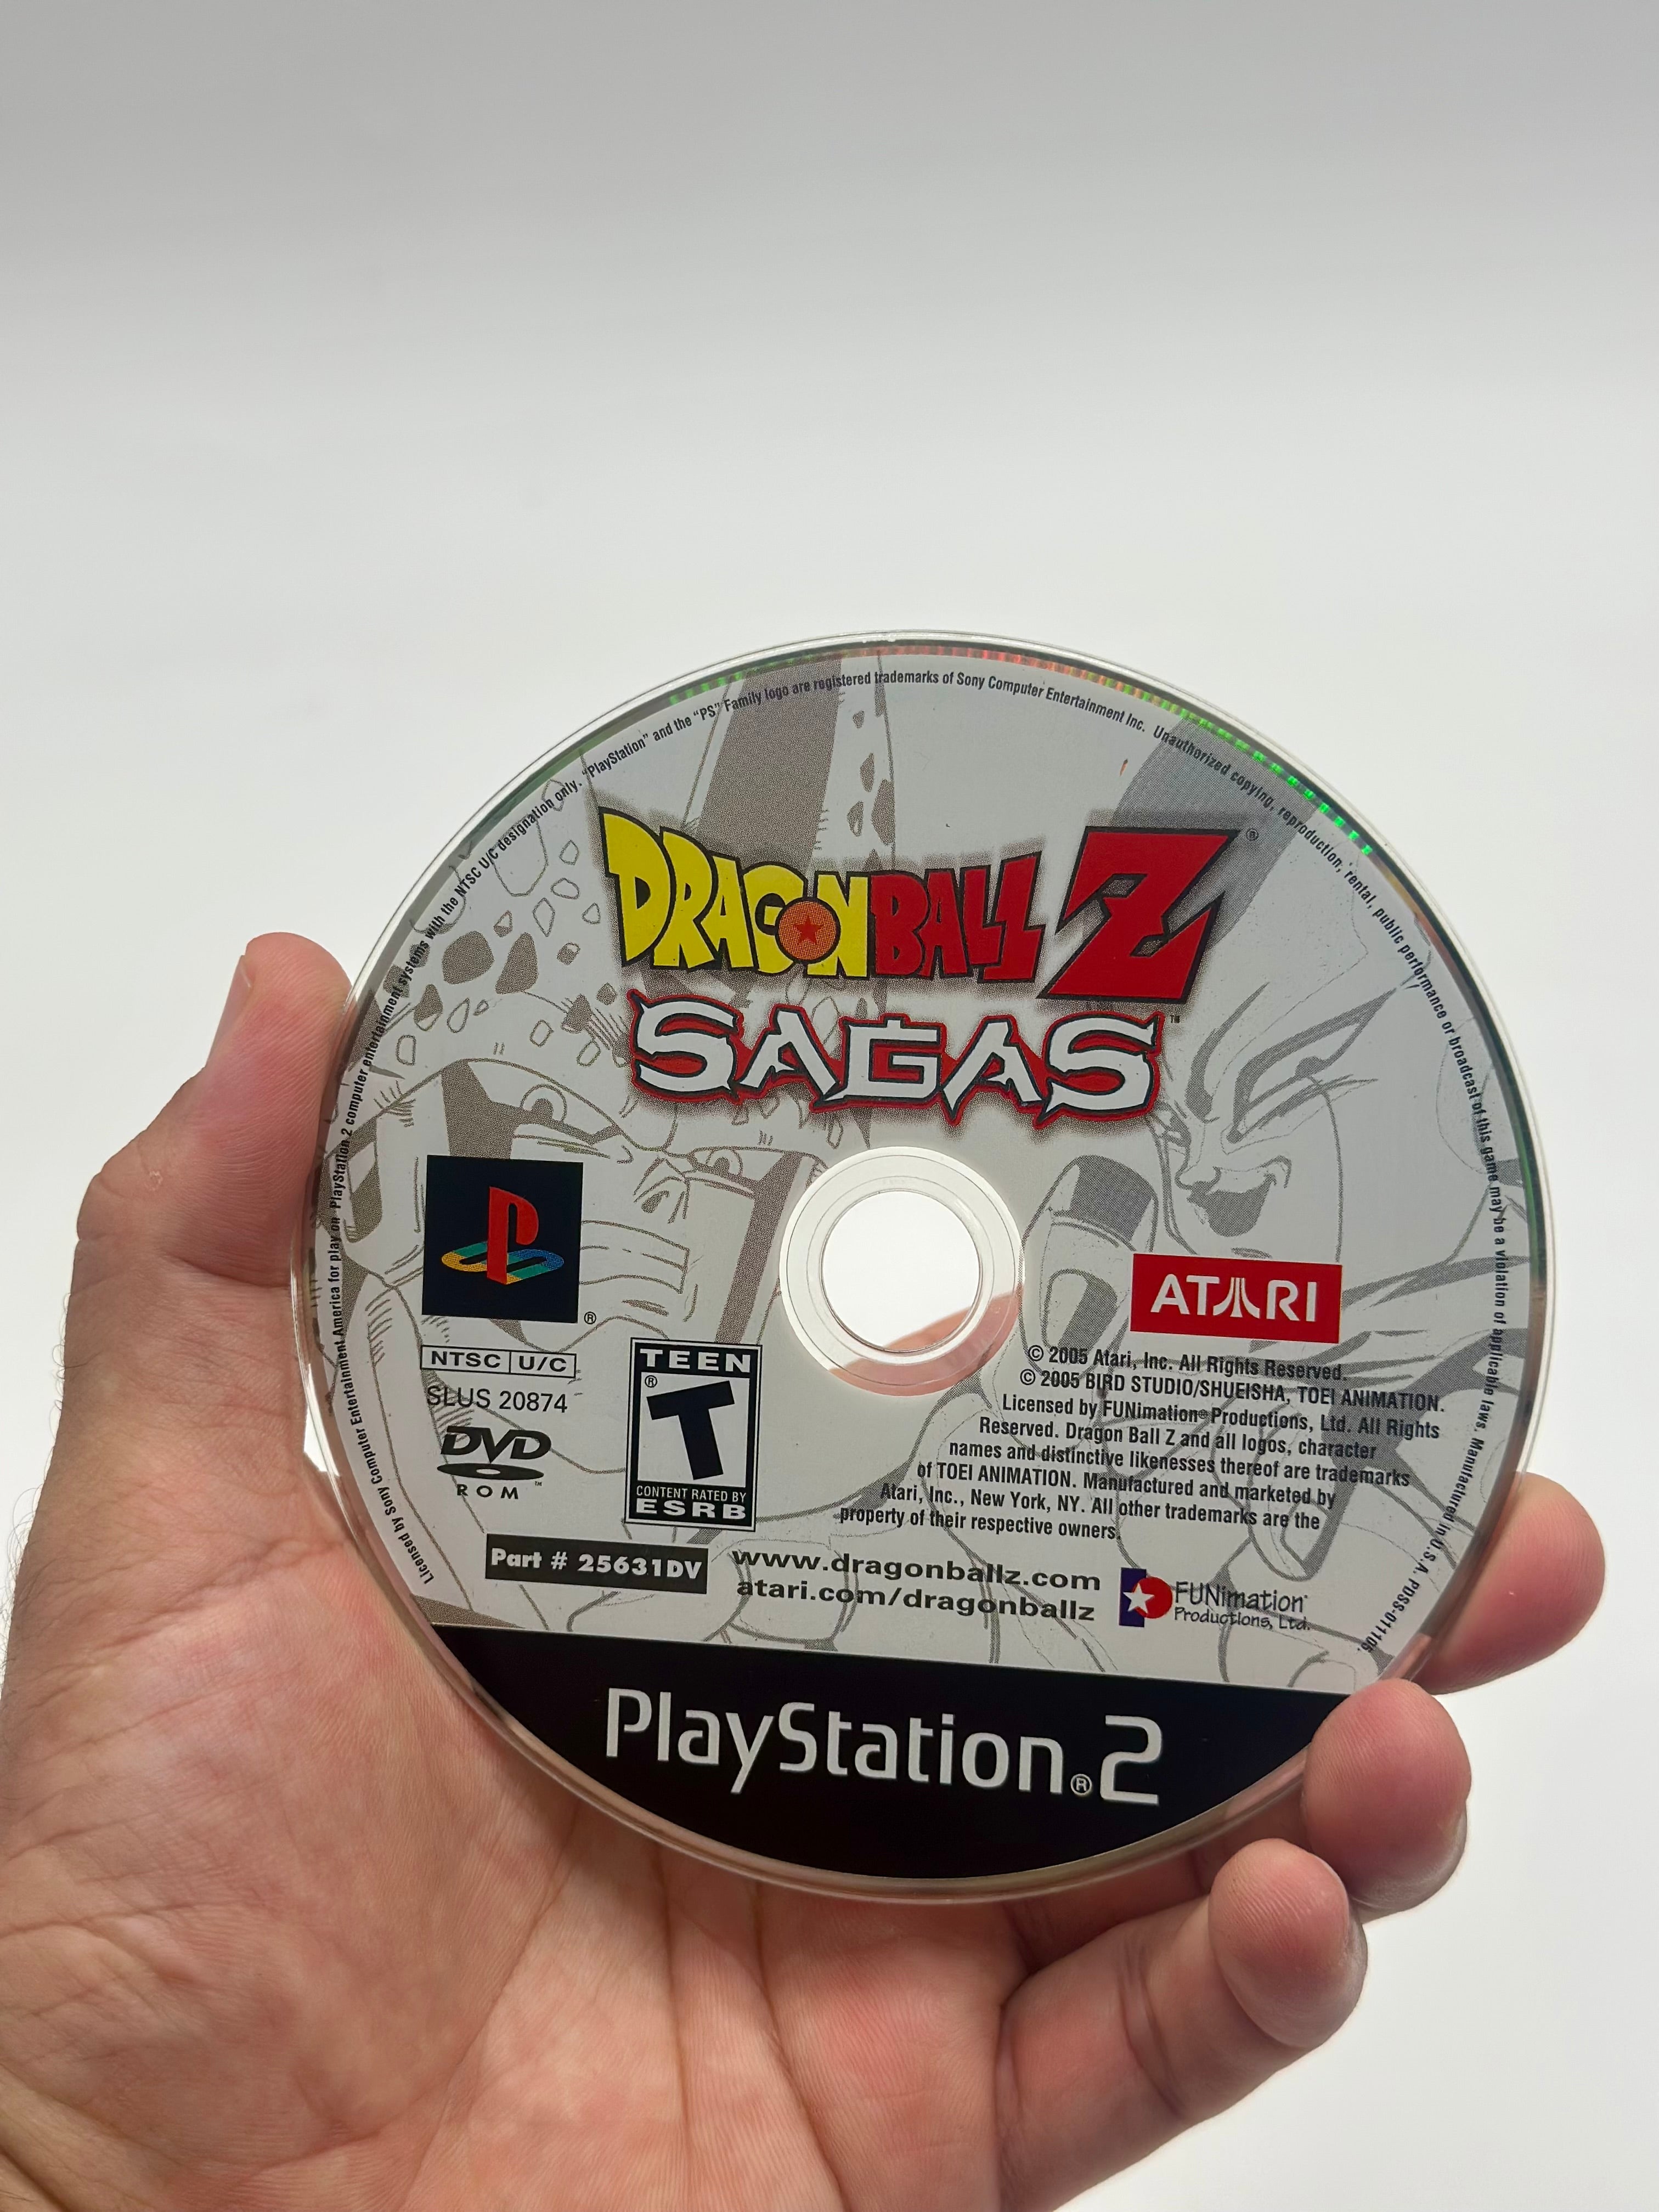 Licensed by Sony Computer Entertainment America for play on PlayStation 2 computer entertainment systems with the NTSC U/C designation only. "PlayStation" and the "PS" Family logo are registered trademarks of Sony Computer Entertainment Inc. Unauthorized copying, reproduction, rental, public performance or broadcast of this game may be a violation of applicable laws. Manufactured in U.S.A. PDSS-011105.
DRAGONBALL Z®
SAGAS™
®
NTSC U/C
SLUS 20874
DVD
ROM™
TEEN
®
T
CONTENT RATED BY
ESRB
ATARI
© 2005 Atari, Inc. All Rights Reserved.
© 2005 BIRD STUDIO/SHUEISHA, TOEI ANIMATION.
Licensed by FUNimation® Productions, Ltd. All Rights
Reserved. Dragon Ball Z and all logos, character
names and distinctive likenesses thereof are trademarks
of TOEI ANIMATION. Manufactured and marketed by
Atari, Inc., New York, NY. All other trademarks are the
property of their respective owners.
Part # 25631DV
www.dragonballz.com
atari.com/dragonballz
FUNimation®
Productions, Ltd.
PlayStation®2